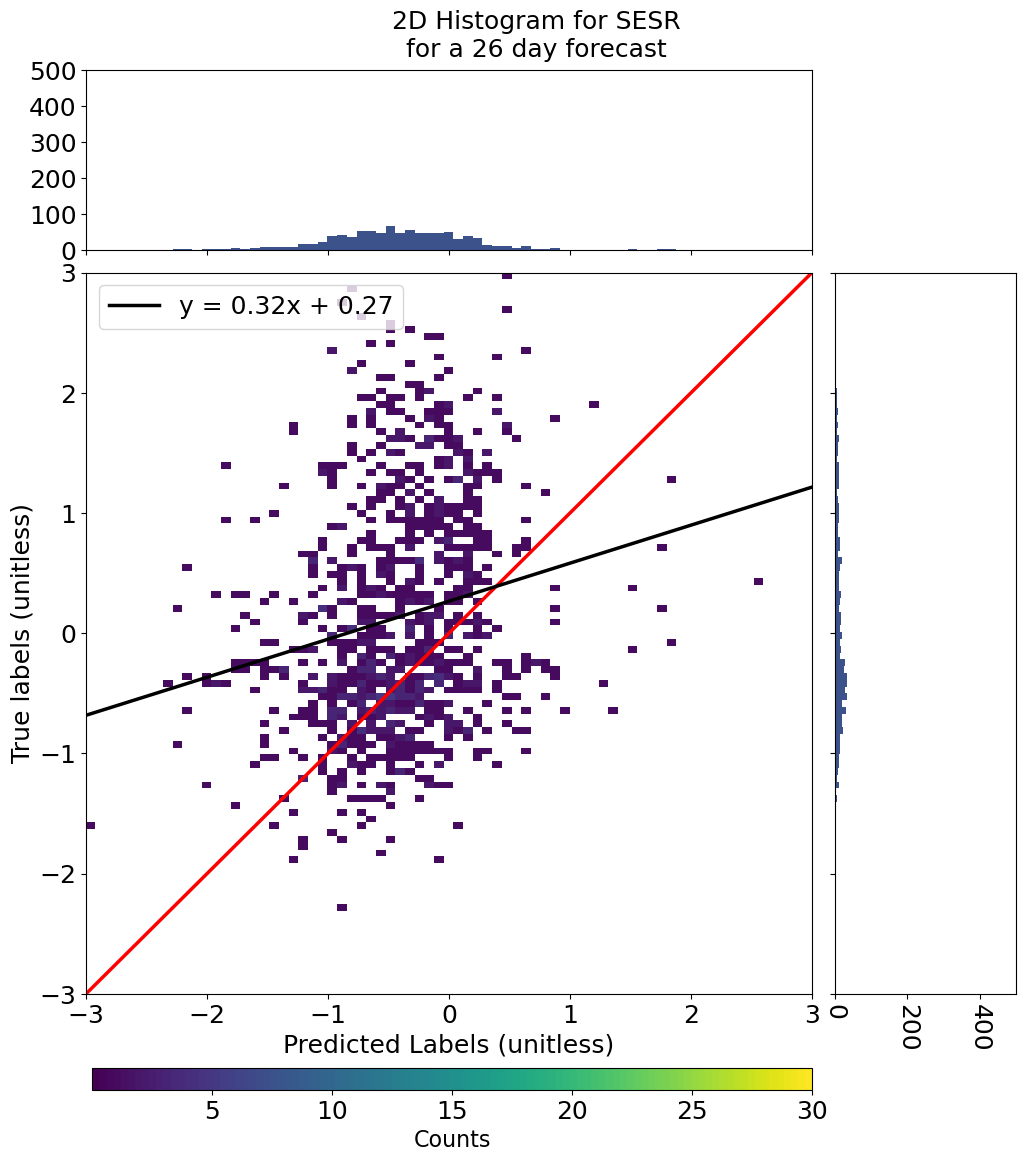 2D Histogram for SESR
for a 26 day forecast
500
400
300
200
100
0
3
2
1
0
−1
−2
−3
True labels (unitless)
y = 0.32x + 0.27
−3 −2 −1 0 1 2 3
Predicted Labels (unitless)
0 200 400
5 10 15 20 25 30
Counts